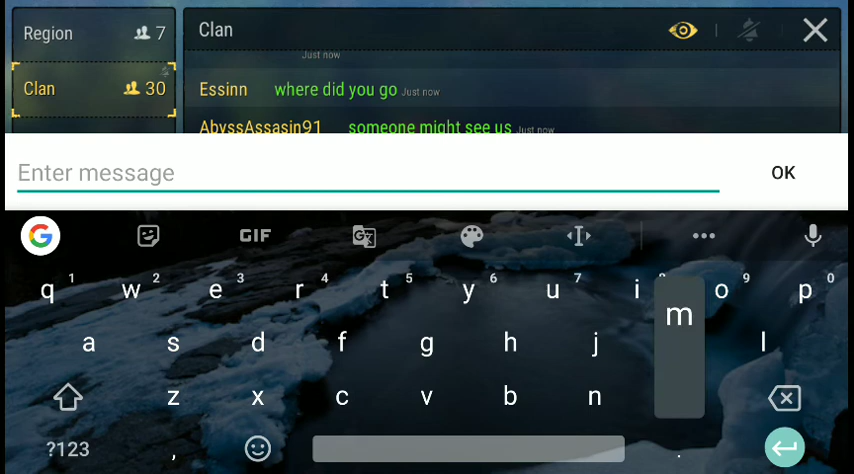 Region 7
Clan
Just now
Clan 30
Essinn where did you go Just now
AbyssAssasin91 someone might see us Just now
Enter message OK
G GIF G
q 1 w 2 e 3 r 4 t 5 y 6 u 7 i o 9 p 0
m
a s d f g h j l
z x c v b n
?123 , .